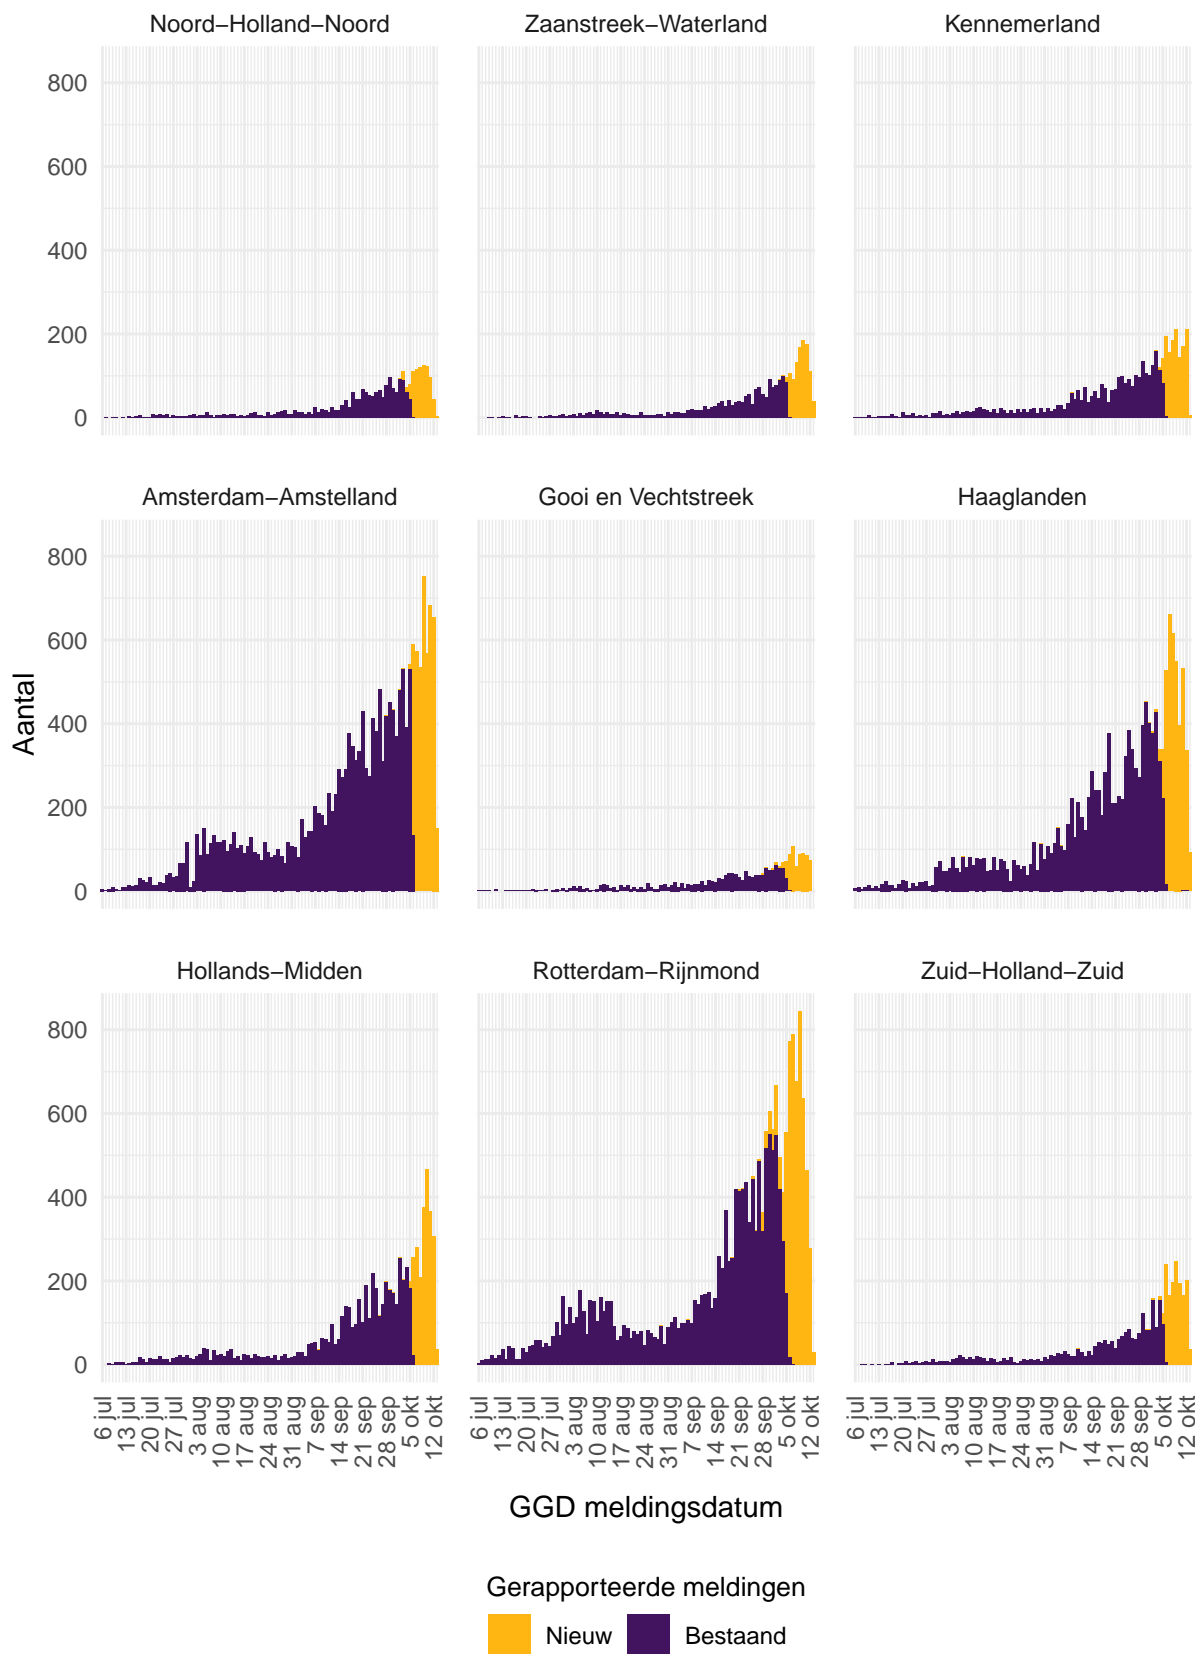 Noord−Holland−Noord Zaanstreek−Waterland Kennemerland
800
600
400
200
0
Amsterdam−Amstelland Gooi en Vechtstreek Haaglanden
800
600
400
200
0
Hollands−Midden Rotterdam−Rijnmond Zuid−Holland−Zuid
800
600
400
200
0
Aantal
6 jul 13 jul 20 jul 27 jul 3 aug 10 aug 17 aug 24 aug 31 aug 7 sep 14 sep 21 sep 28 sep 5 okt 12 okt
6 jul 13 jul 20 jul 27 jul 3 aug 10 aug 17 aug 24 aug 31 aug 7 sep 14 sep 21 sep 28 sep 5 okt 12 okt
6 jul 13 jul 20 jul 27 jul 3 aug 10 aug 17 aug 24 aug 31 aug 7 sep 14 sep 21 sep 28 sep 5 okt 12 okt
GGD meldingsdatum
Gerapporteerde meldingen
Nieuw Bestaand